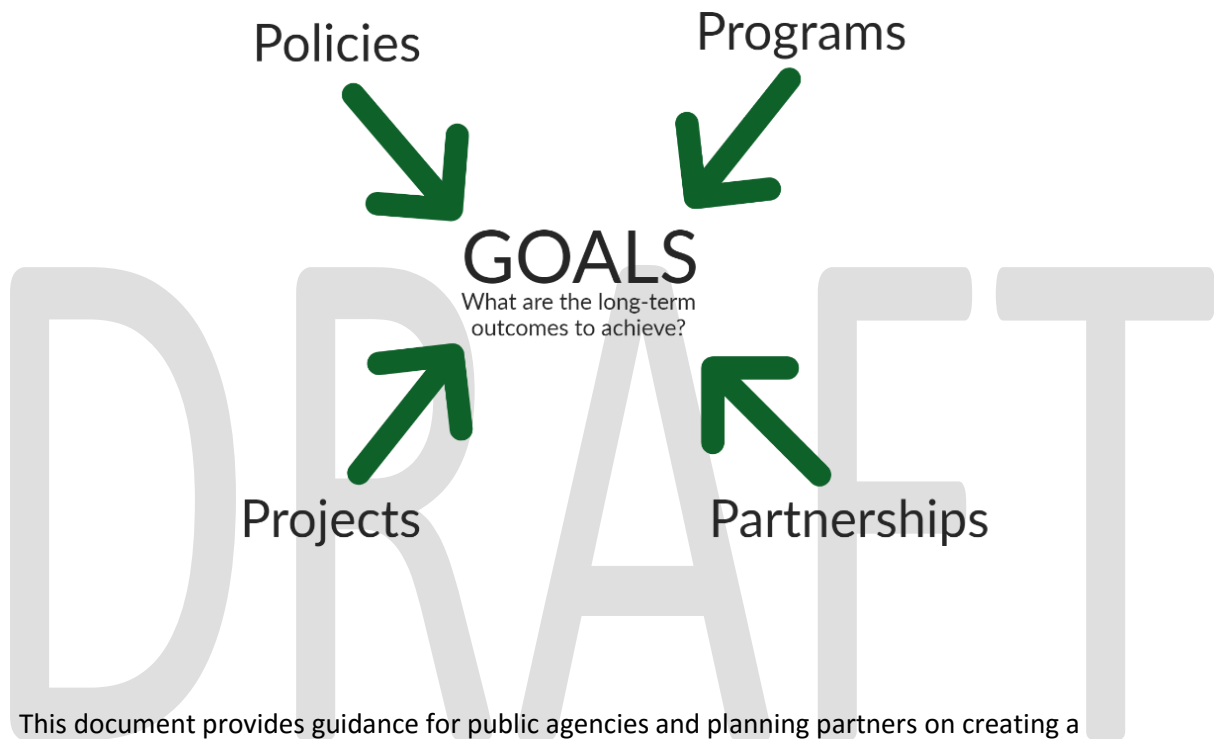 Policies
Programs
GOALS
What are the long-term
outcomes to achieve?
Projects
Partnerships
DRAFT
This document provides guidance for public agencies and planning partners on creating a